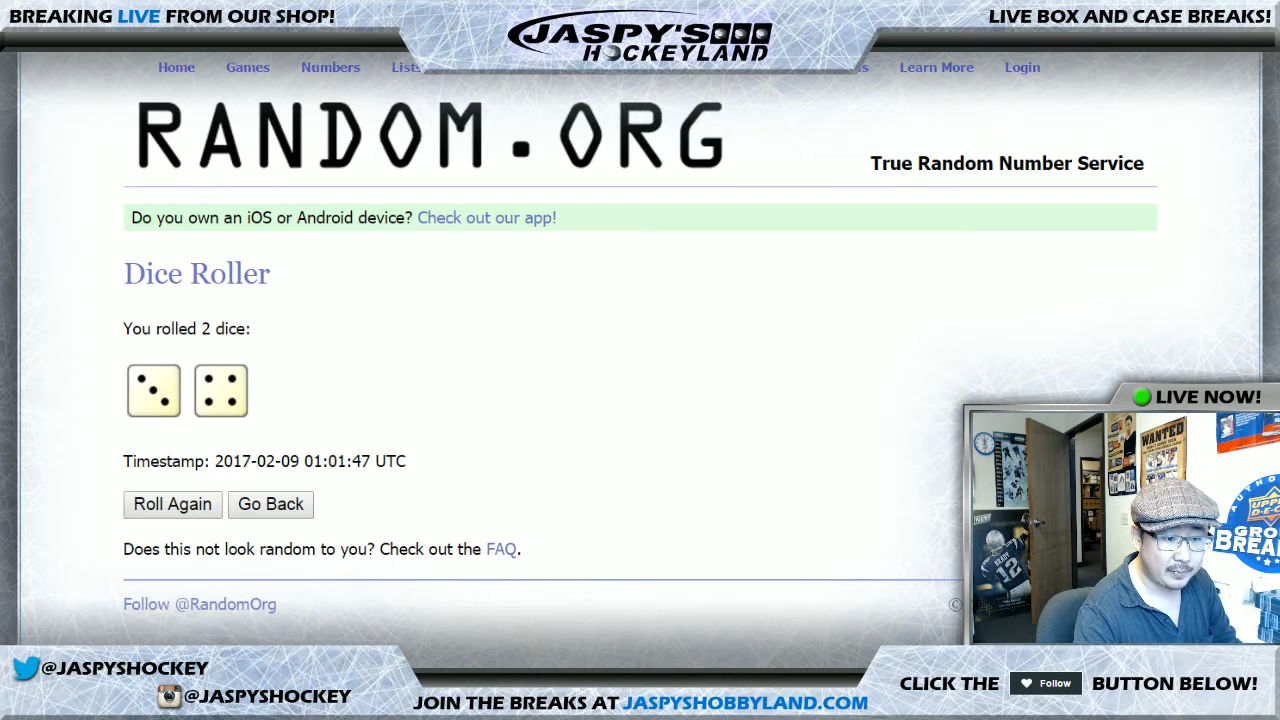 BREAKING LIVE FROM OUR SHOP!
JASPY'S
HOCKEYLAND
LIVE BOX AND CASE BREAKS!
Home Games Numbers Lists Learn More Login
RANDOM.ORG
True Random Number Service
Do you own an iOS or Android device? Check out our app!
Dice Roller
You rolled 2 dice:
Timestamp: 2017-02-09 01:01:47 UTC
Roll Again Go Back
Does this not look random to you? Check out the FAQ.
Follow @RandomOrg
©
LIVE NOW!
WANTED
BRADY
12
@JASPYSHOCKEY
@JASPYSHOCKEY
JOIN THE BREAKS AT JASPYSHOBBYLAND.COM
CLICK THE Follow BUTTON BELOW!